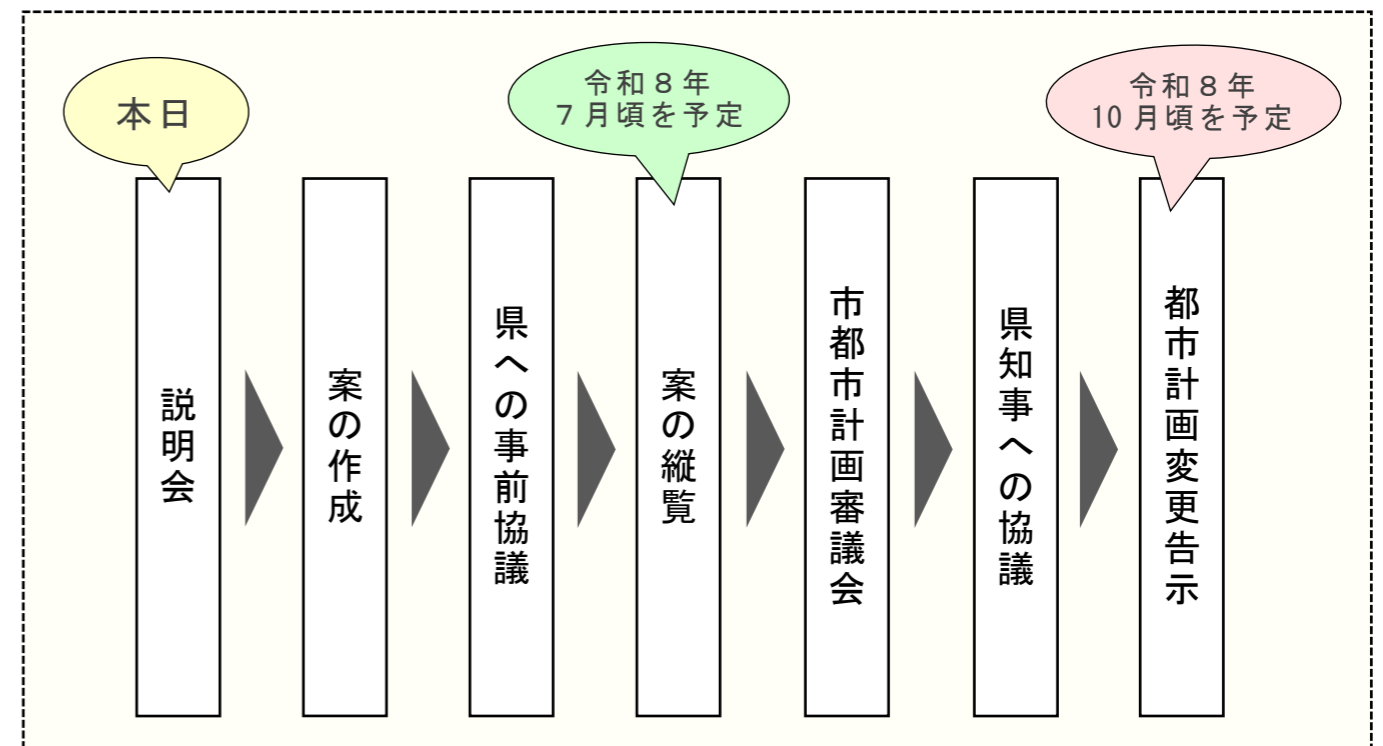 本日
令和８年
７月頃を予定
令和８年
10月頃を予定
説明会
案の作成
県への事前協議
案の縦覧
市都市計画審議会
県知事への協議
都市計画変更告示